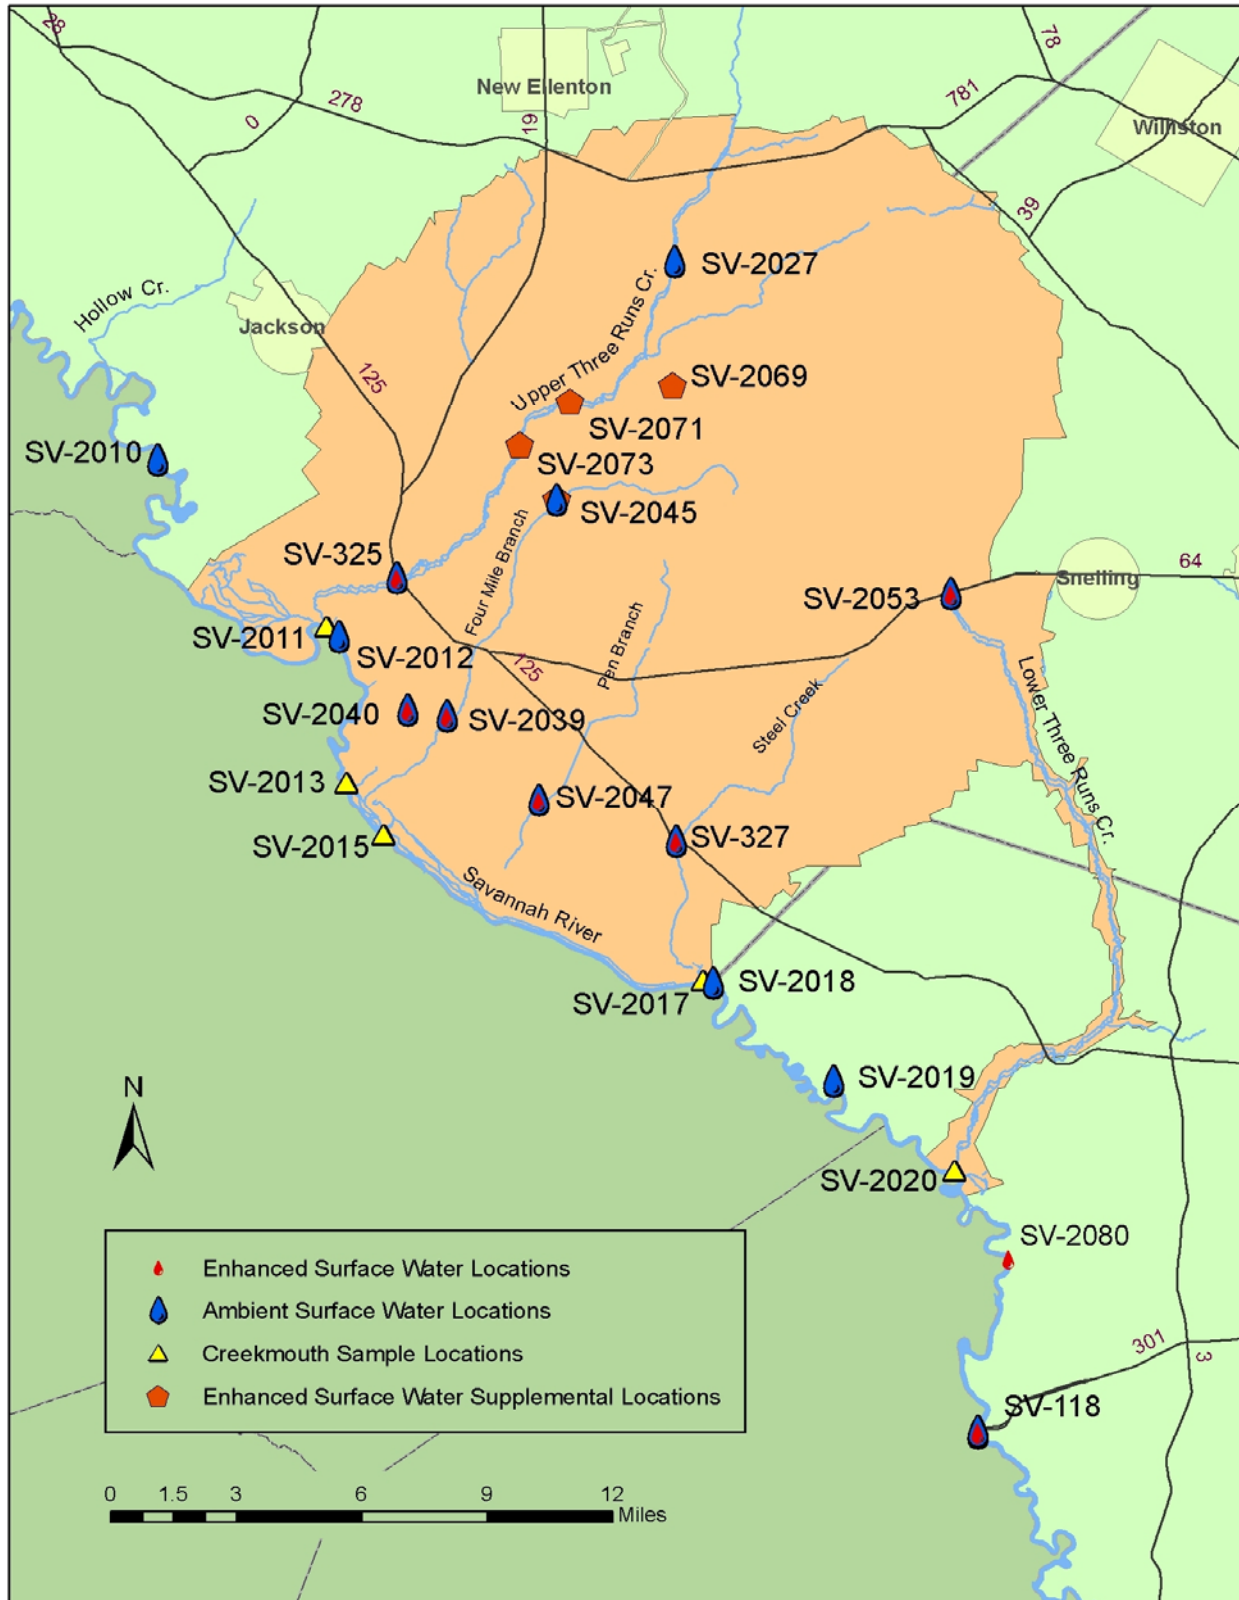 28
78
New Ellenton
278
781
0
19
Williston
39
SV-2027
Hollow Cr.
Jackson
Upper Three Runs Cr.
125
SV-2069
SV-2071
SV-2010
SV-2073
SV-2045
SV-325
Four Mile Branch
64
Snelling
SV-2053
SV-2011
SV-2012
125
Pen Branch
Lower Three Runs Cr.
Steel Creek
SV-2040
SV-2039
SV-2013
SV-2047
SV-2015
SV-327
Savannah River
SV-2018
SV-2017
SV-2019
N
SV-2020
SV-2080
Enhanced Surface Water Locations
Ambient Surface Water Locations
Creekmouth Sample Locations
Enhanced Surface Water Supplemental Locations
301
3
SV-118
0 1.5 3 6 9 12
Miles